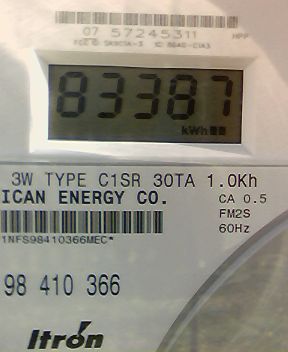 07 57245311 HPP
83387
kWh
3W TYPE C1SR 30TA 1.0Kh
ICAN ENERGY CO.
CA 0.5
FM2S
60Hz
1NFS98410366MEC*
98 410 366
Itron